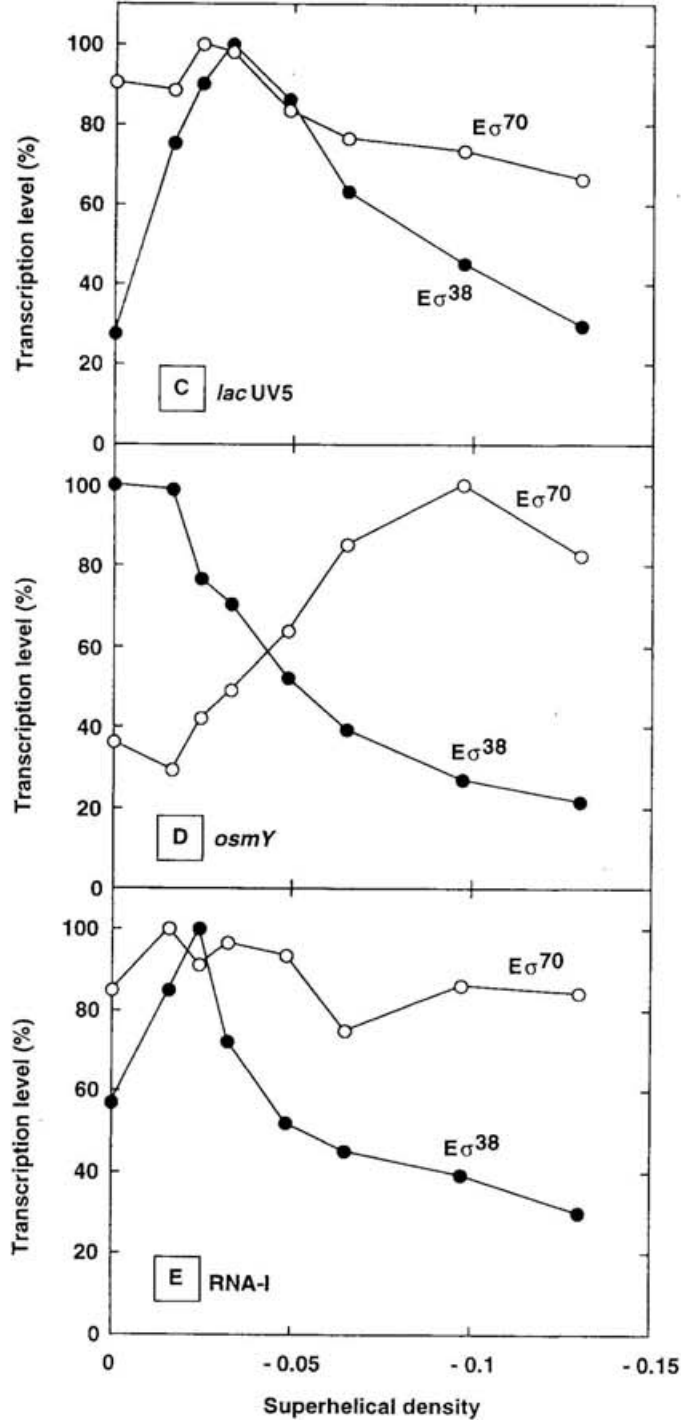 100
80
60
40
20
0
Transcription level (%)
Eσ70
Eσ38
C lacUV5
100
80
60
40
20
0
Transcription level (%)
Eσ70
Eσ38
D osmY
100
80
60
40
20
0
Transcription level (%)
Eσ70
Eσ38
E RNA-I
0 - 0.05 - 0.1 - 0.15
Superhelical density